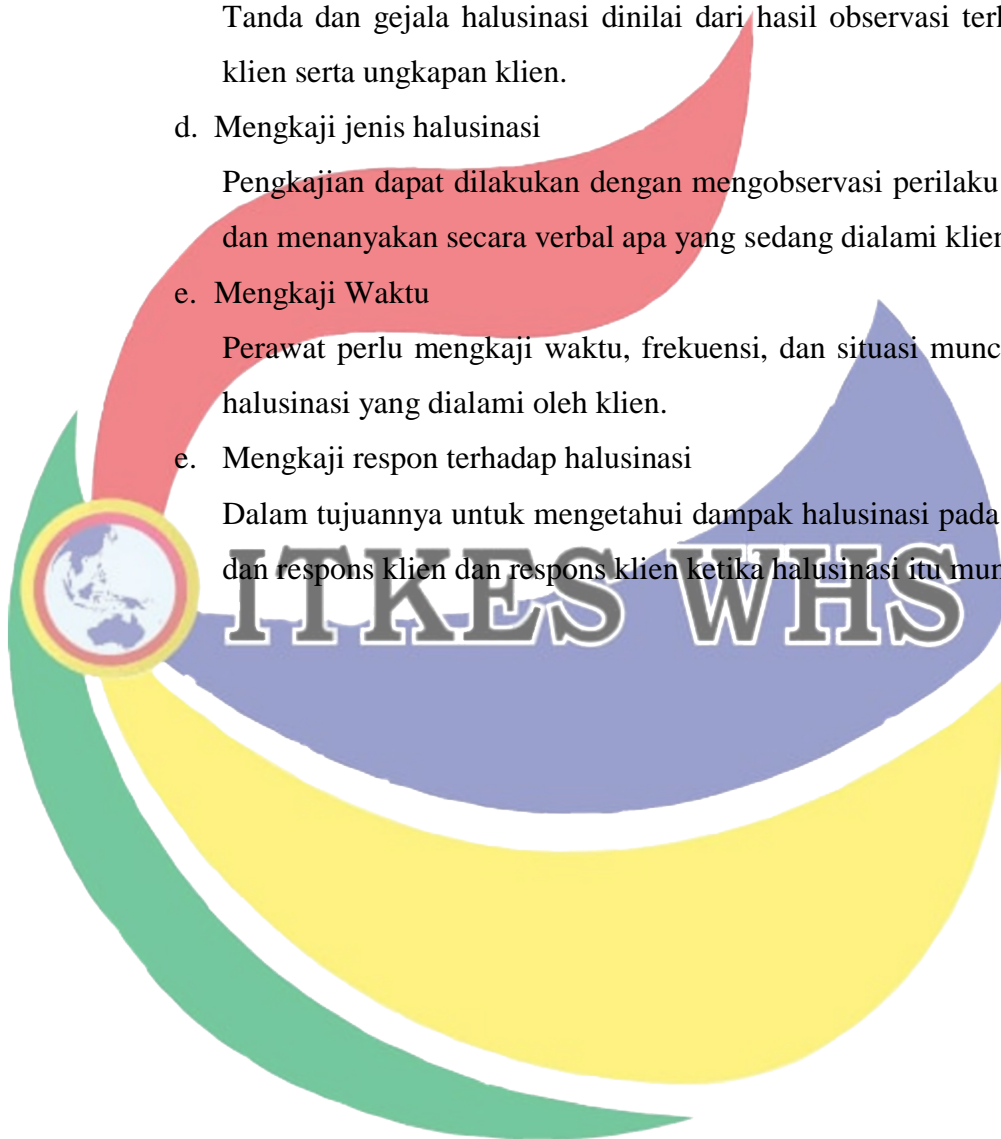 Tanda dan gejala halusinasi dinilai dari hasil observasi
klien serta ungkapan klien.
d. Mengkaji jenis halusinasi
Pengkajian dapat dilakukan dengan mengobservasi perilaku
dan menanyakan secara verbal apa yang sedang dialami klien
e. Mengkaji Waktu
Perawat perlu mengkaji waktu, frekuensi, dan situasi
halusinasi yang dialami oleh klien.
e. Mengkaji respon terhadap halusinasi
Dalam tujuannya untuk mengetahui dampak halusinasi pada
dan respons klien dan respons klien ketika halusinasi itu
ITKES WHS